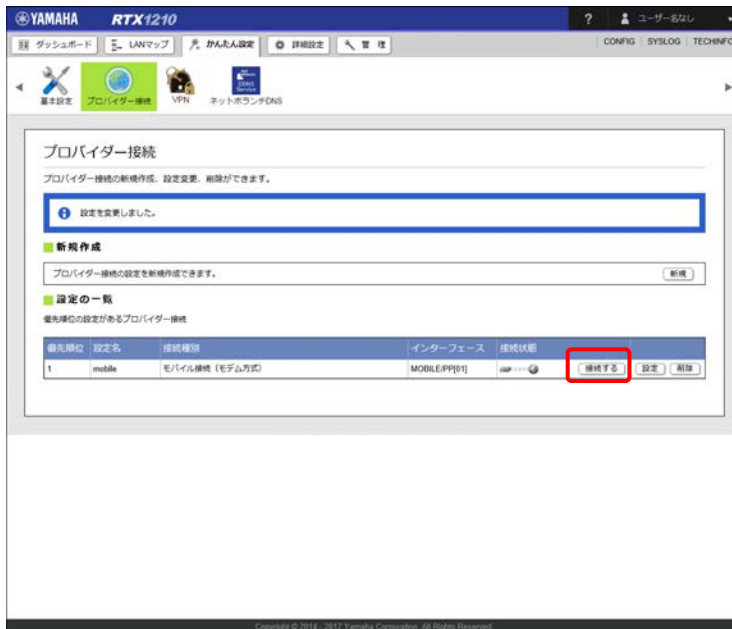 YAMAHA RTX1210 ? ユーザー名なし
ダッシュボード LANマップ かんたん設定 詳細設定 管理 CONFIG SYSLOG TECHINFO
基本設定 プロバイダー接続 VPN ネットボランチDNS
プロバイダー接続
プロバイダー接続の新規作成、設定変更、削除ができます。
設定を変更しました。
新規作成
プロバイダー接続の設定を新規作成できます。 新規
設定の一覧
優先順位の設定があるプロバイダー接続
優先順位 設定名 接続種別 インターフェース 接続状態
1 mobile モバイル接続（モデム方式） MOBILE/PP[01] 接続する 設定 削除
Copyright © 2014 - 2017 Yamaha Corporation. All Rights Reserved.